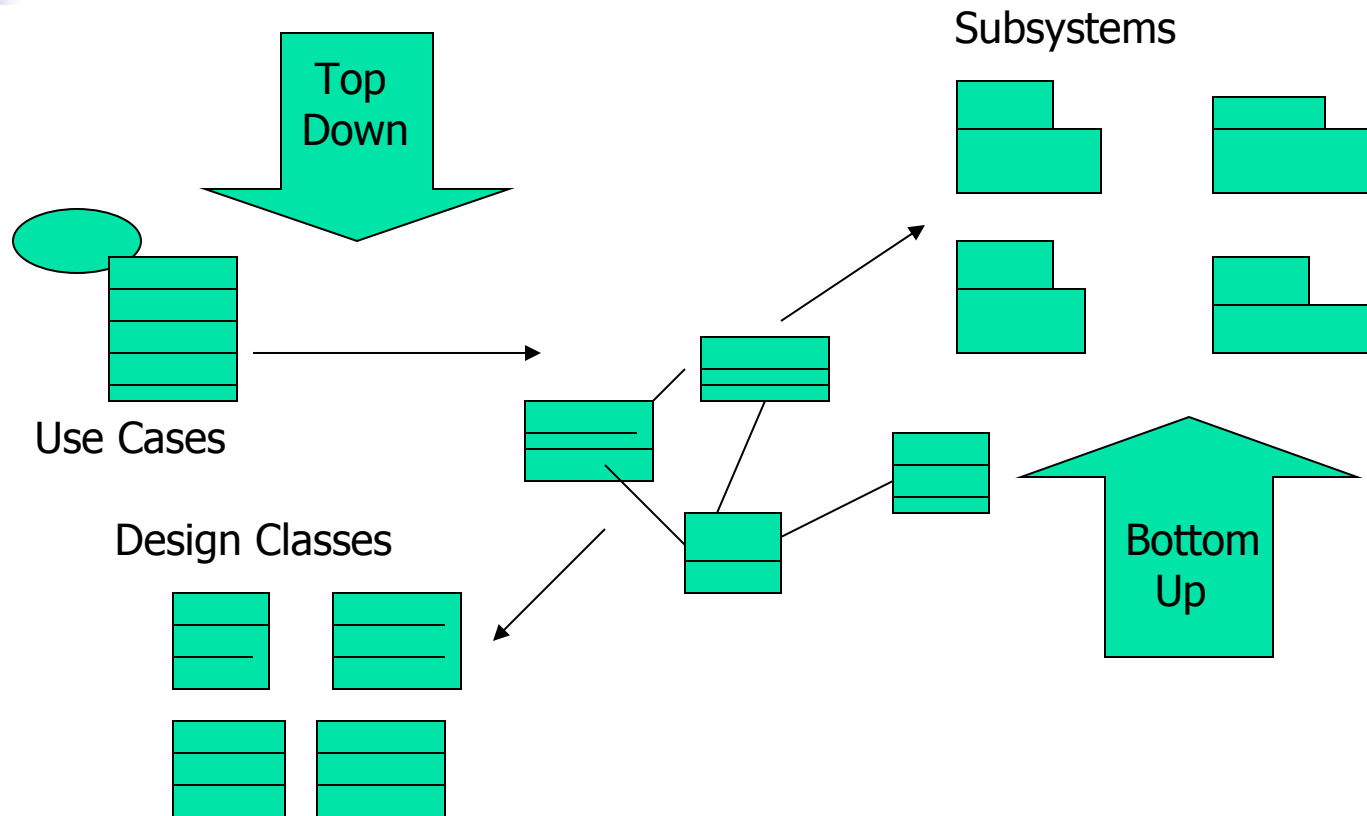 Subsystems
Top
Down
Use Cases
Design Classes
Bottom
Up